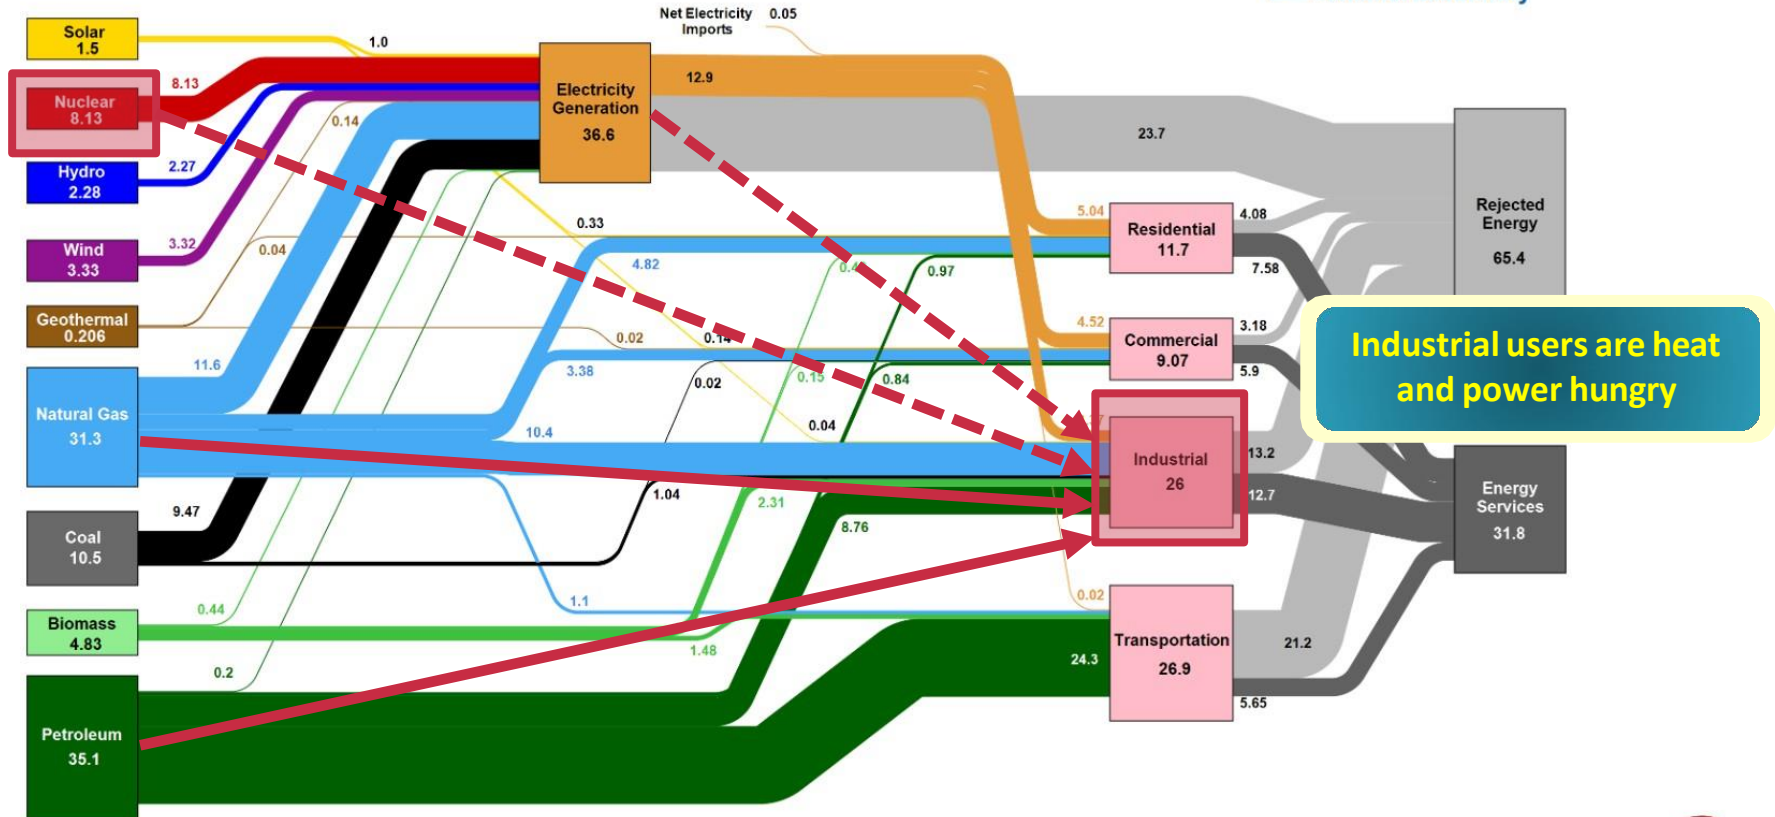 Net Electricity
Imports
0.05
Solar
1.5
1.0
8.13
Nuclear
8.13
0.14
Electricity
Generation
36.6
12.9
23.7
Hydro
2.28
2.27
Wind
3.33
3.32
0.04
Geothermal
0.206
0.33
4.82
0.97
5.04
Residential
11.7
4.08
7.58
Rejected
Energy
65.4
11.6
0.02
3.38
0.02
0.15
0.84
4.52
Commercial
9.07
3.18
5.9
Industrial users are heat
and power hungry
Natural Gas
31.3
10.4
0.04
Industrial
26
13.2
12.7
Coal
10.5
9.47
1.04
2.31
8.76
Energy
Services
31.8
Biomass
4.83
0.44
1.1
1.48
0.02
Transportation
26.9
24.3
21.2
5.65
Petroleum
35.1
0.2